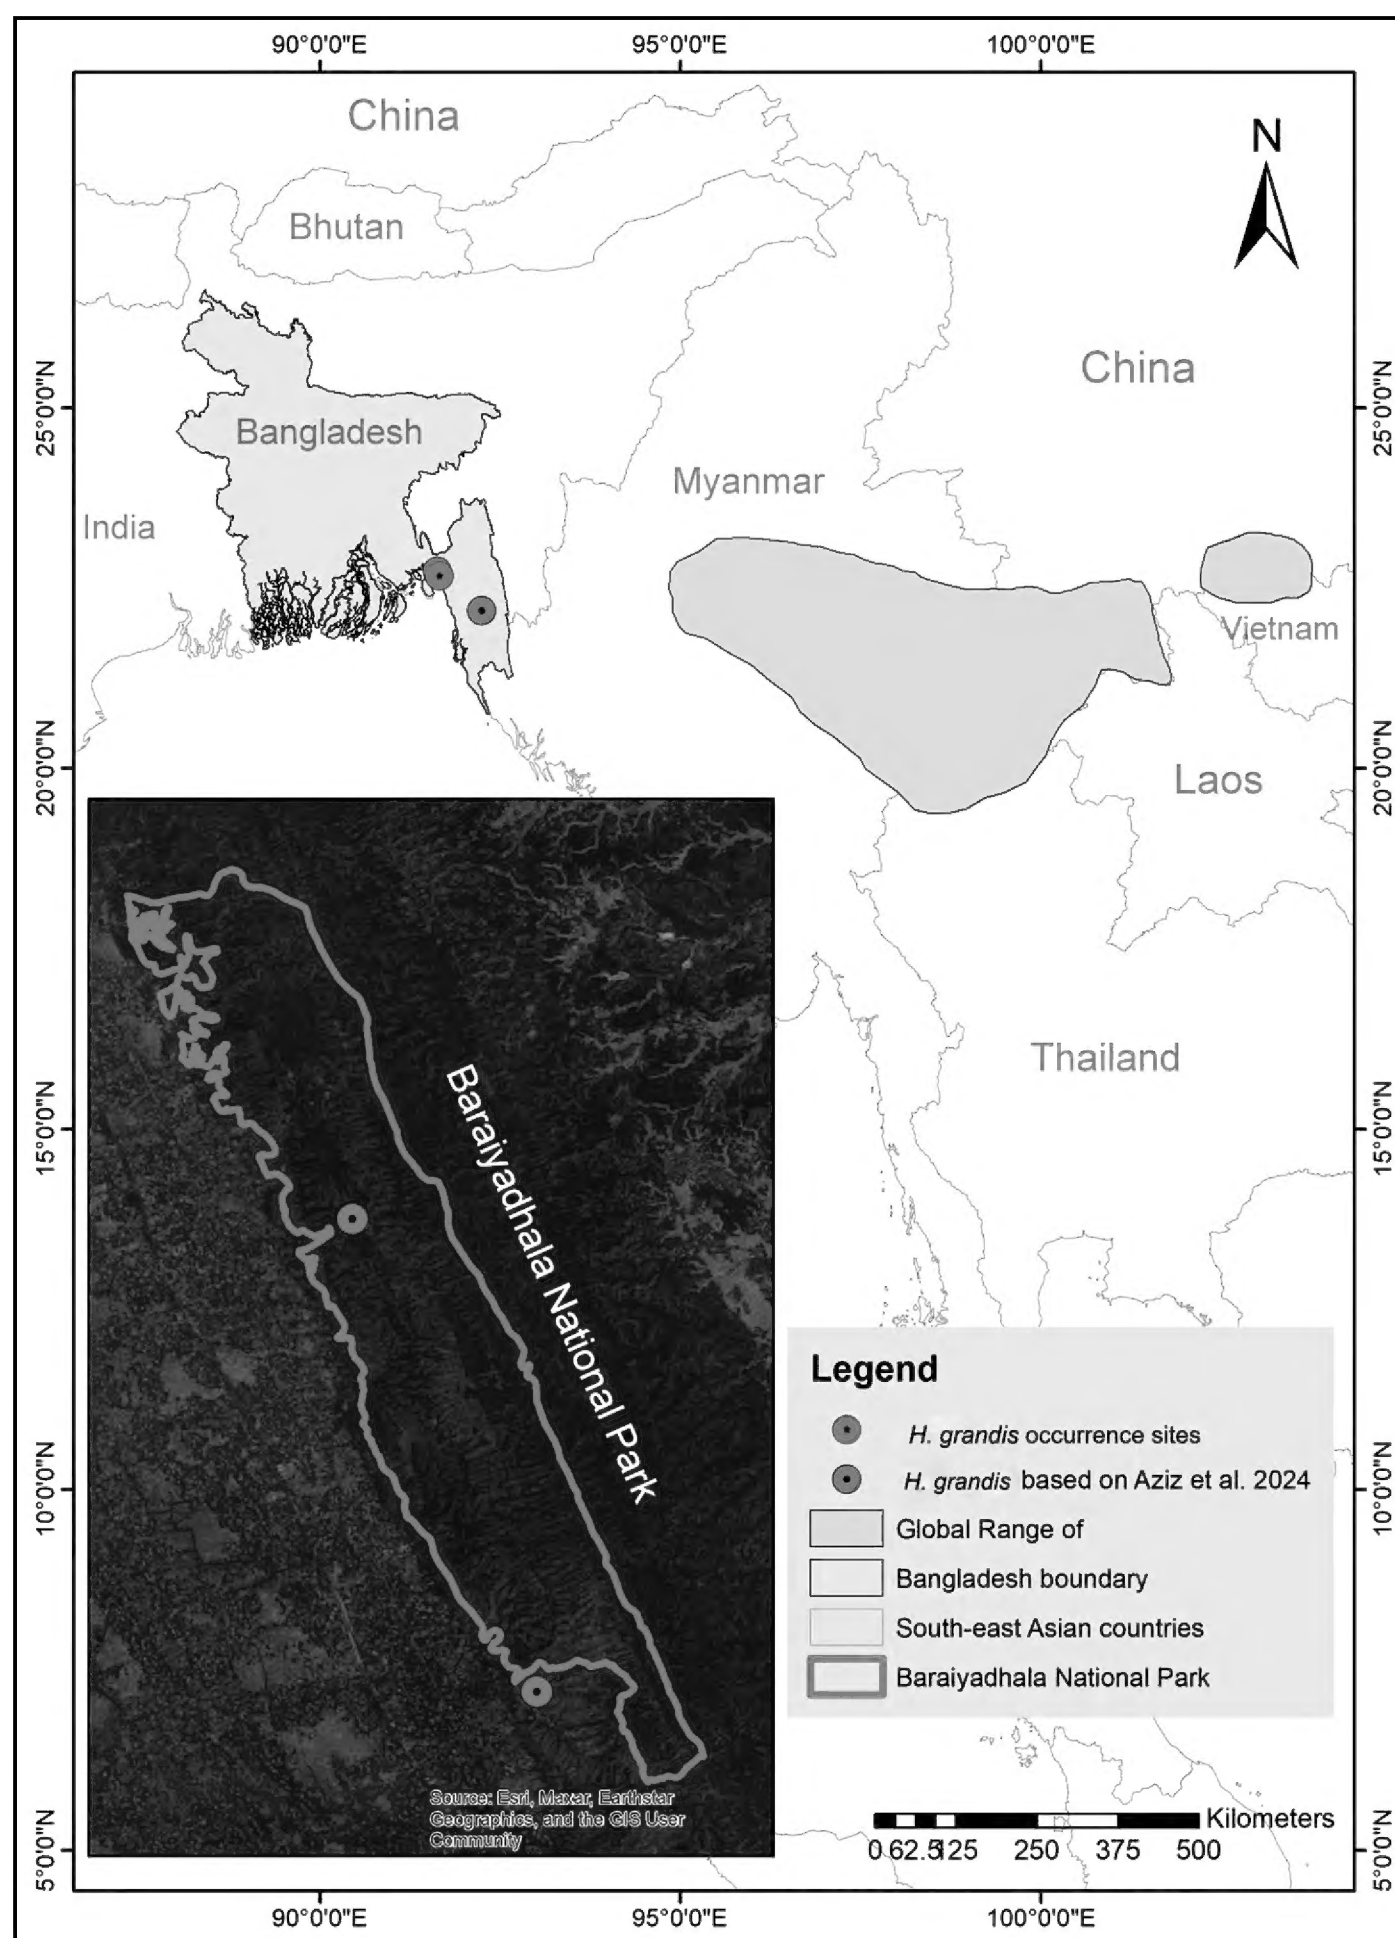 90°0'0"E 95°0'0"E 100°0'0"E
China
N
Bhutan
China
25°0'0"N
25°0'0"N
Bangladesh
Myanmar
India
Vietnam
20°0'0"N
20°0'0"N
Laos
Thailand
15°0'0"N
15°0'0"N
Baraiyadhala National Park
Legend
H. grandis occurrence sites
H. grandis based on Aziz et al. 2024
Global Range of
Bangladesh boundary
South-east Asian countries
Baraiyadhala National Park
10°0'0"N
10°0'0"N
Source: Esri, Maxar, Earthstar
Geographics, and the GIS User
Community
Kilometers
0 62.5 125 250 375 500
5°0'0"N
5°0'0"N
90°0'0"E 95°0'0"E 100°0'0"E